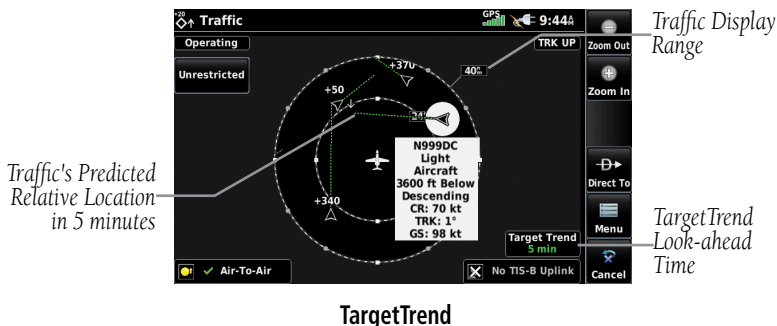 +20
Traffic
GPS
9:44
Traffic Display
Range
Operating
TRK UP
Zoom Out
Unrestricted
+370
40
Zoom In
+50
N999DC
Light
Aircraft
3600 ft Below
Descending
CR: 70 kt
TRK: 1°
GS: 98 kt
Traffic's Predicted
Relative Location
in 5 minutes
Direct To
+340
Menu
Target Trend
5 min
TargetTrend
Look-ahead
Time
Air-To-Air
No TIS-B Uplink
Cancel
TargetTrend